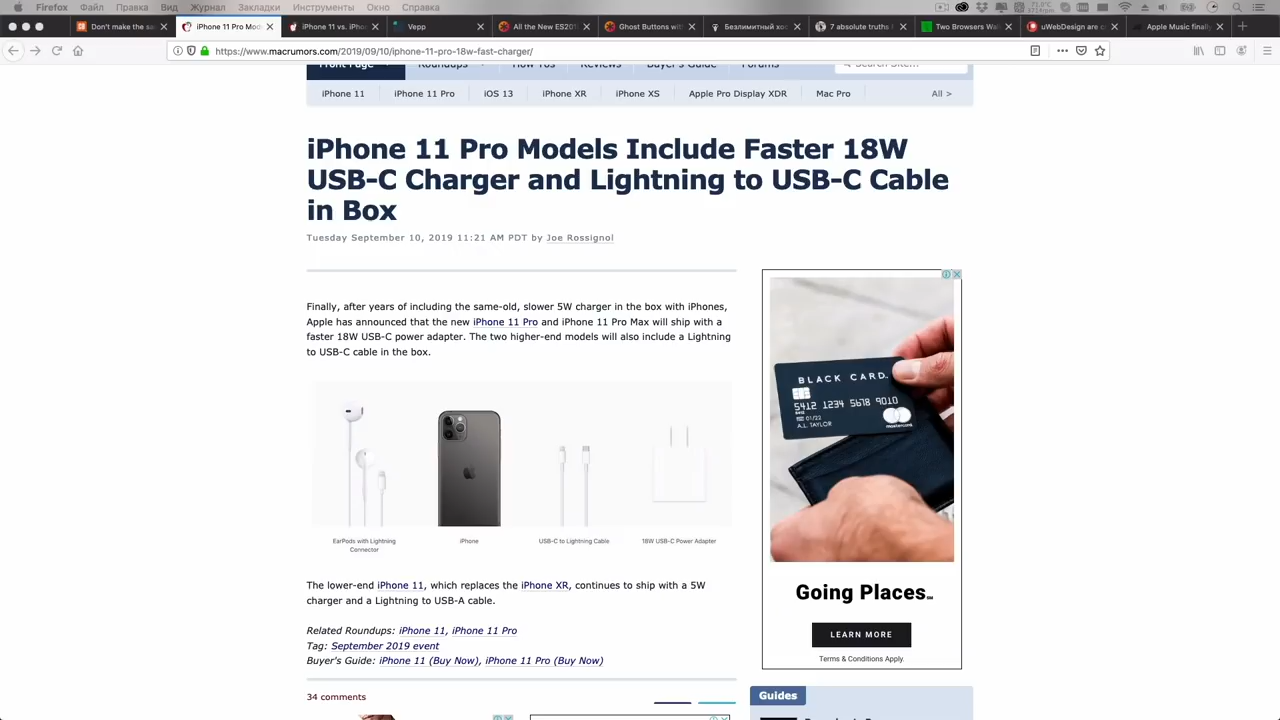 Firefox Файл Правка Вид Журнал Закладки Инструменты Окно Справка
Don't make the sa
iPhone 11 Pro Mod
iPhone 11 vs. iPh
Vepp
All the New ES201
Ghost Buttons wit
Безлимитный хос
7 absolute truths I
Two Browsers Wal
uWebDesign are c
Apple Music finall
https://www.macrumors.com/2019/09/10/iphone-11-pro-18w-fast-charger/
Front Page Roundups How Tos Reviews Buyer's Guide Forums Search Site...
iPhone 11 iPhone 11 Pro iOS 13 iPhone XR iPhone XS Apple Pro Display XDR Mac Pro All >
iPhone 11 Pro Models Include Faster 18W
USB-C Charger and Lightning to USB-C Cable
in Box
Tuesday September 10, 2019 11:21 AM PDT by Joe Rossignol
Finally, after years of including the same-old, slower 5W charger in the box with iPhones,
Apple has announced that the new iPhone 11 Pro and iPhone 11 Pro Max will ship with a
faster 18W USB-C power adapter. The two higher-end models will also include a Lightning
to USB-C cable in the box.
EarPods with Lightning
Connector
iPhone
USB-C to Lightning Cable
18W USB-C Power Adapter
The lower-end iPhone 11, which replaces the iPhone XR, continues to ship with a 5W
charger and a Lightning to USB-A cable.
Related Roundups: iPhone 11, iPhone 11 Pro
Tag: September 2019 event
Buyer's Guide: iPhone 11 (Buy Now), iPhone 11 Pro (Buy Now)
34 comments
BLACK CARD.
5412 1234 5678 9010
5412
01/22
A.L. TAYLOR
mastercard
Going Places℠
LEARN MORE
Terms & Conditions Apply.
Guides